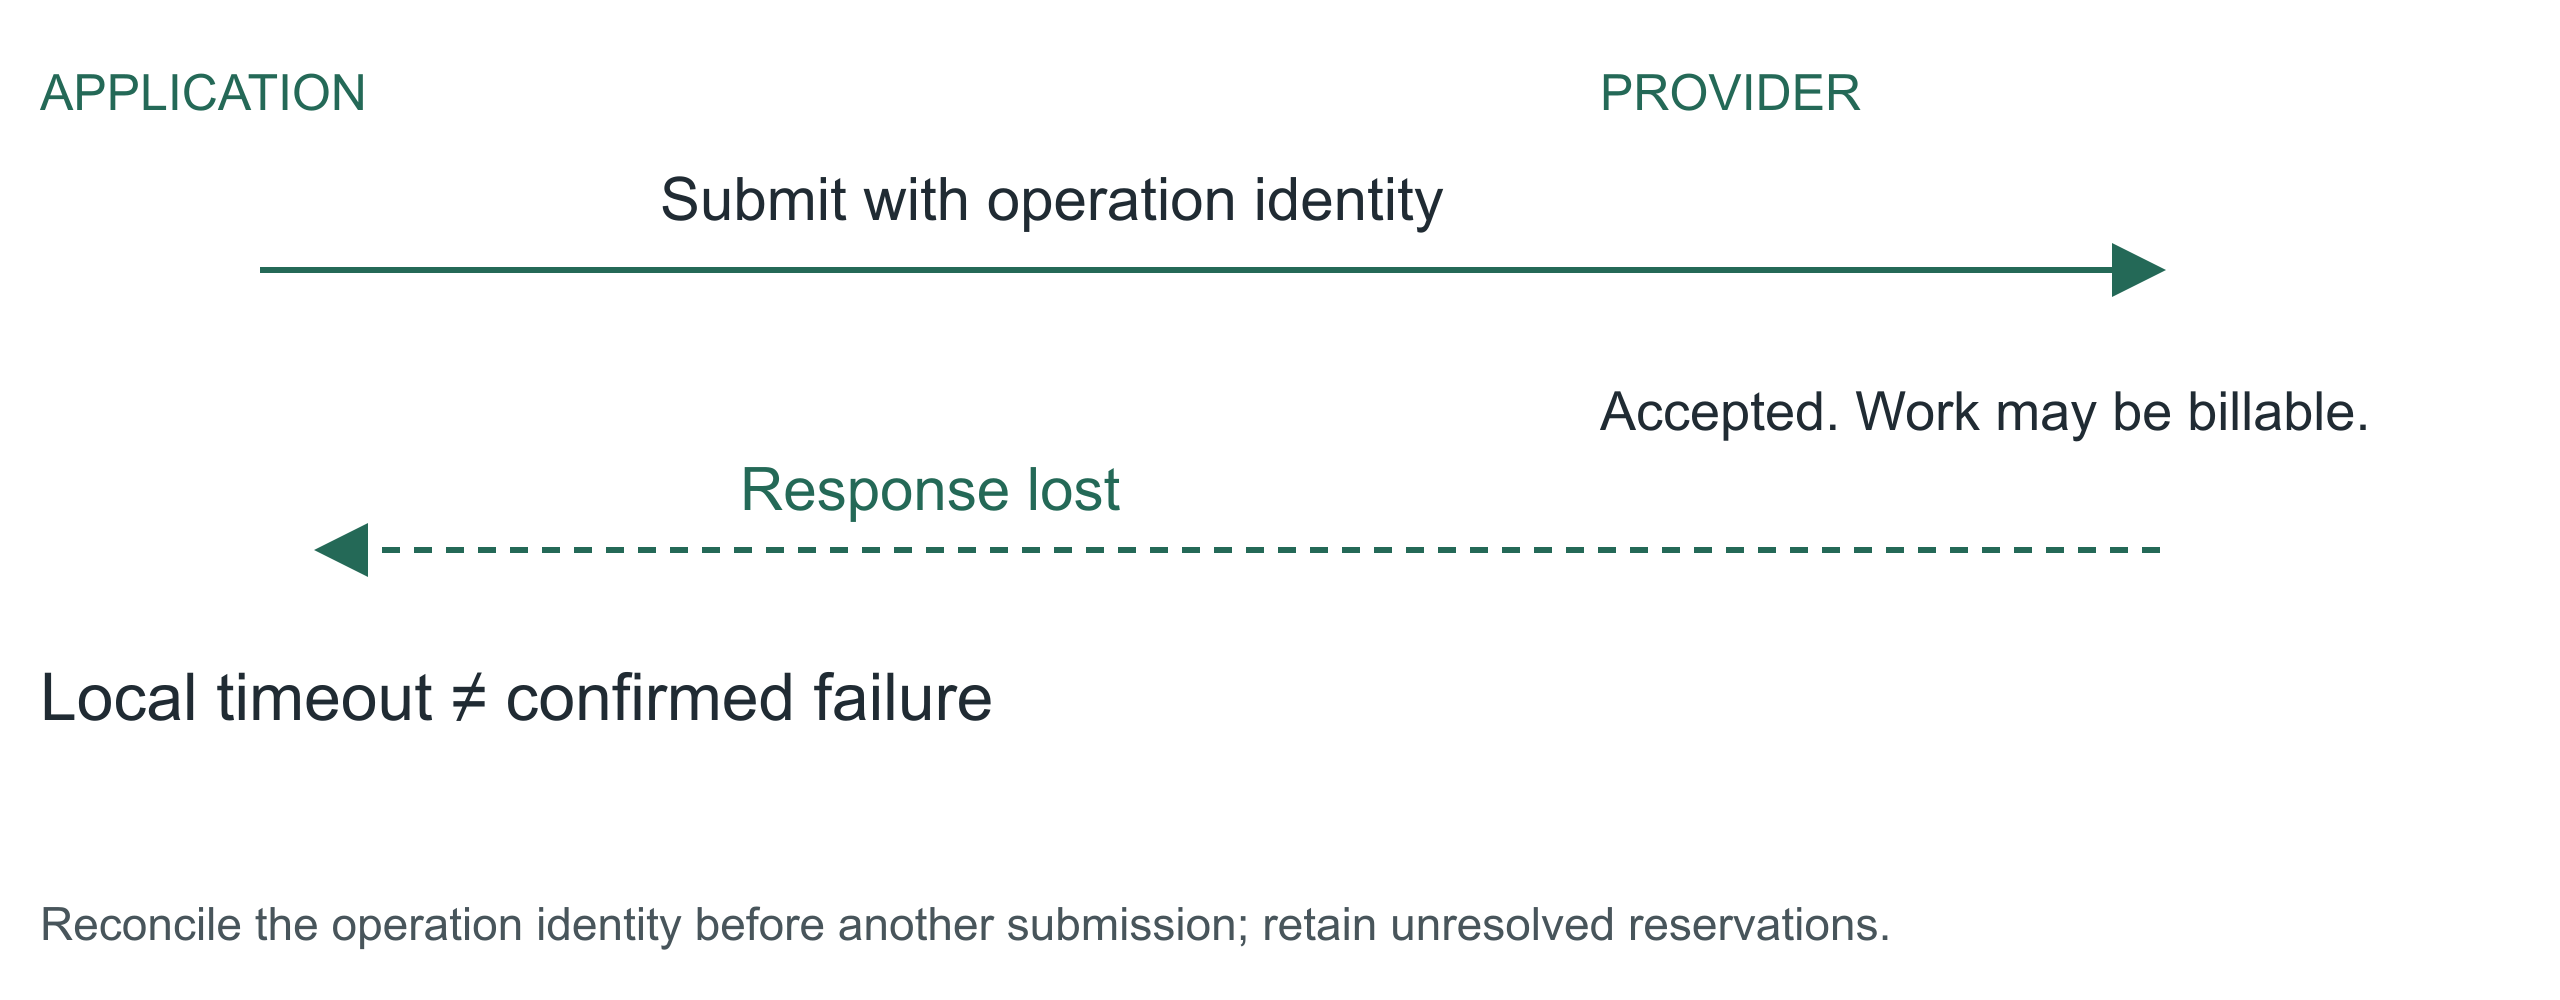 APPLICATION
PROVIDER
Submit with operation identity
Accepted. Work may be billable.
Response lost
Local timeout ≠ confirmed failure
Reconcile the operation identity before another submission; retain unresolved reservations.